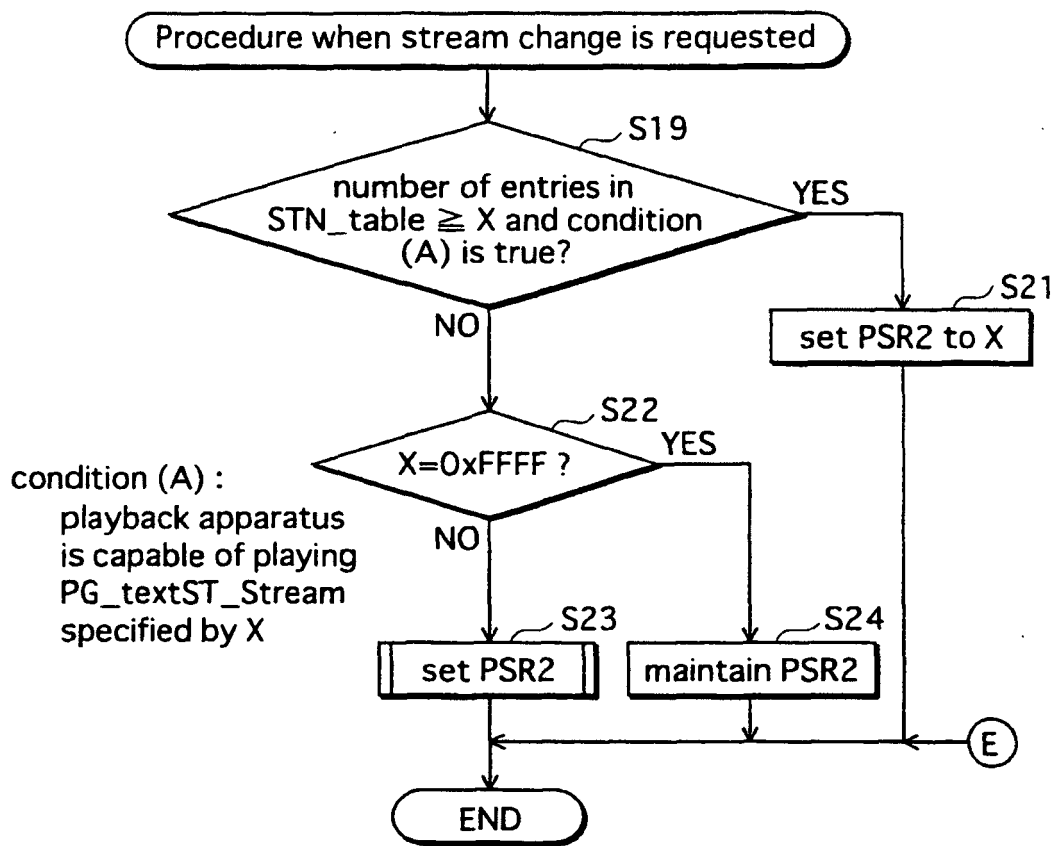 Procedure when stream change is requested
S19
number of entries in
STN_table ≧ X and condition
(A) is true?
YES
NO
S21
set PSR2 to X
S22
X=0xFFFF ?
YES
NO
condition (A) :
playback apparatus
is capable of playing
PG_textST_Stream
specified by X
S23
set PSR2
S24
maintain PSR2
E
END